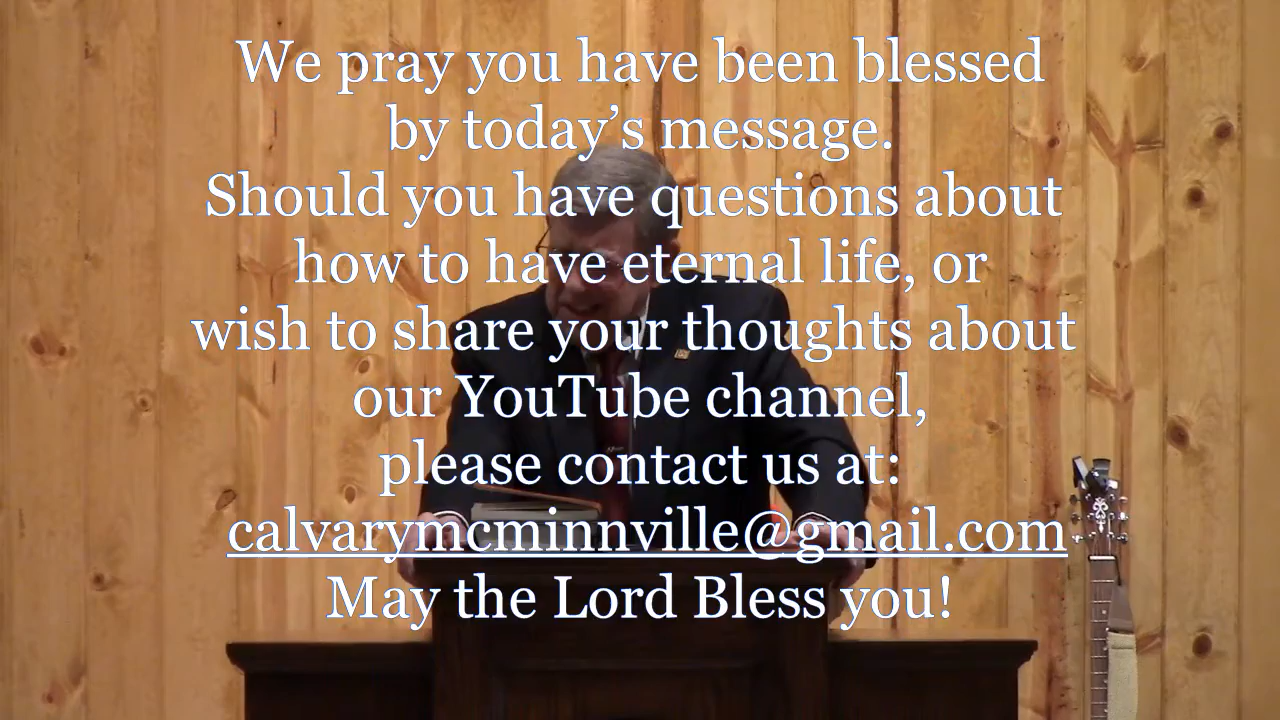 We pray you have been blessed
by today’s message.
Should you have questions about
how to have eternal life, or
wish to share your thoughts about
our YouTube channel,
please contact us at:
calvarymcminnville@gmail.com
May the Lord Bless you!